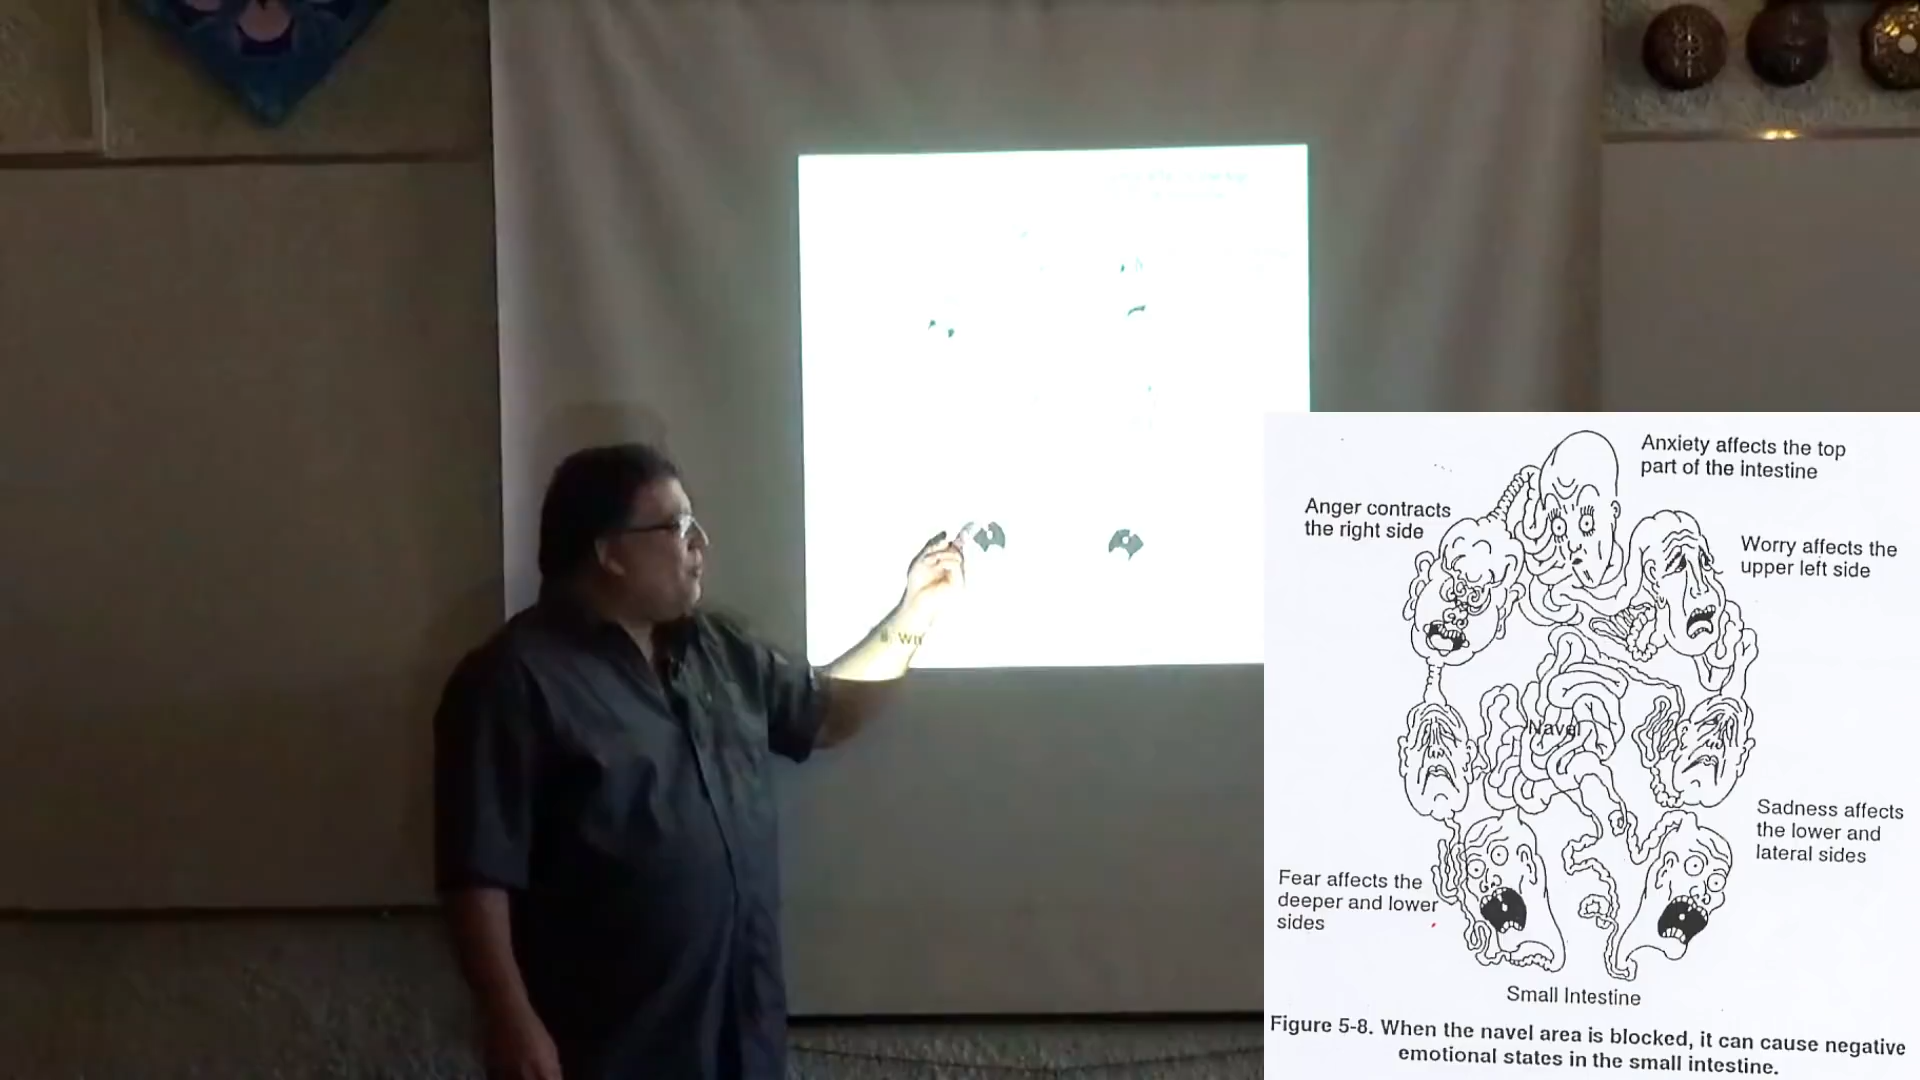 Anxiety affects the top
part of the intestine
Anger contracts
the right side
Worry affects the
upper left side
Navel
Sadness affects
the lower and
lateral sides
Fear affects the
deeper and lower
sides
Small Intestine
Figure 5-8. When the navel area is blocked, it can cause negative
emotional states in the small intestine.